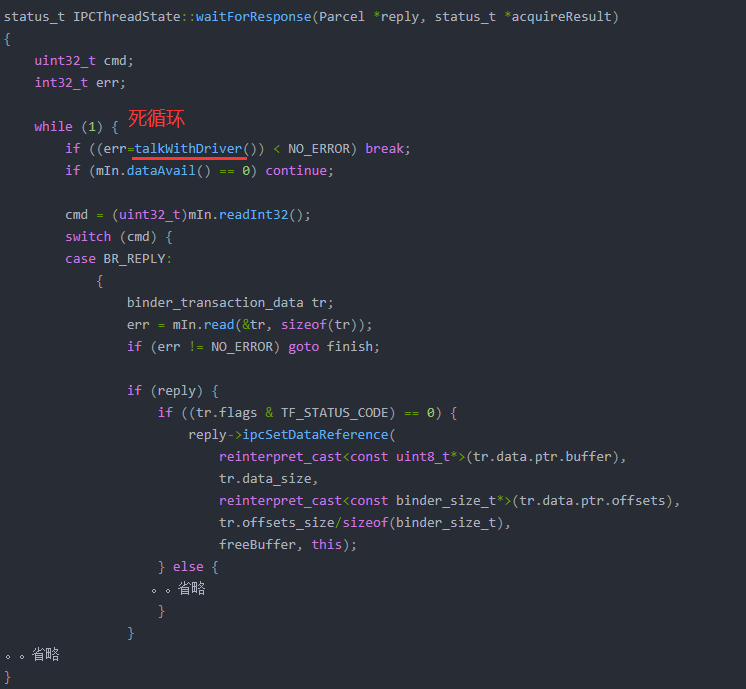 status_t IPCThreadState::waitForResponse(Parcel *reply, status_t *acquireResult)
{
    uint32_t cmd;
    int32_t err;

    while (1) { 死循环
        if ((err=talkWithDriver()) < NO_ERROR) break;
        if (mIn.dataAvail() == 0) continue;

        cmd = (uint32_t)mIn.readInt32();
        switch (cmd) {
        case BR_REPLY:
            {
                binder_transaction_data tr;
                err = mIn.read(&tr, sizeof(tr));
                if (err != NO_ERROR) goto finish;

                if (reply) {
                    if ((tr.flags & TF_STATUS_CODE) == 0) {
                        reply->ipcSetDataReference(
                            reinterpret_cast<const uint8_t*>(tr.data.ptr.buffer),
                            tr.data_size,
                            reinterpret_cast<const binder_size_t*>(tr.data.ptr.offsets),
                            tr.offsets_size/sizeof(binder_size_t),
                            freeBuffer, this);
                    } else {
                   。。省略
                    }
                }
。。省略
}